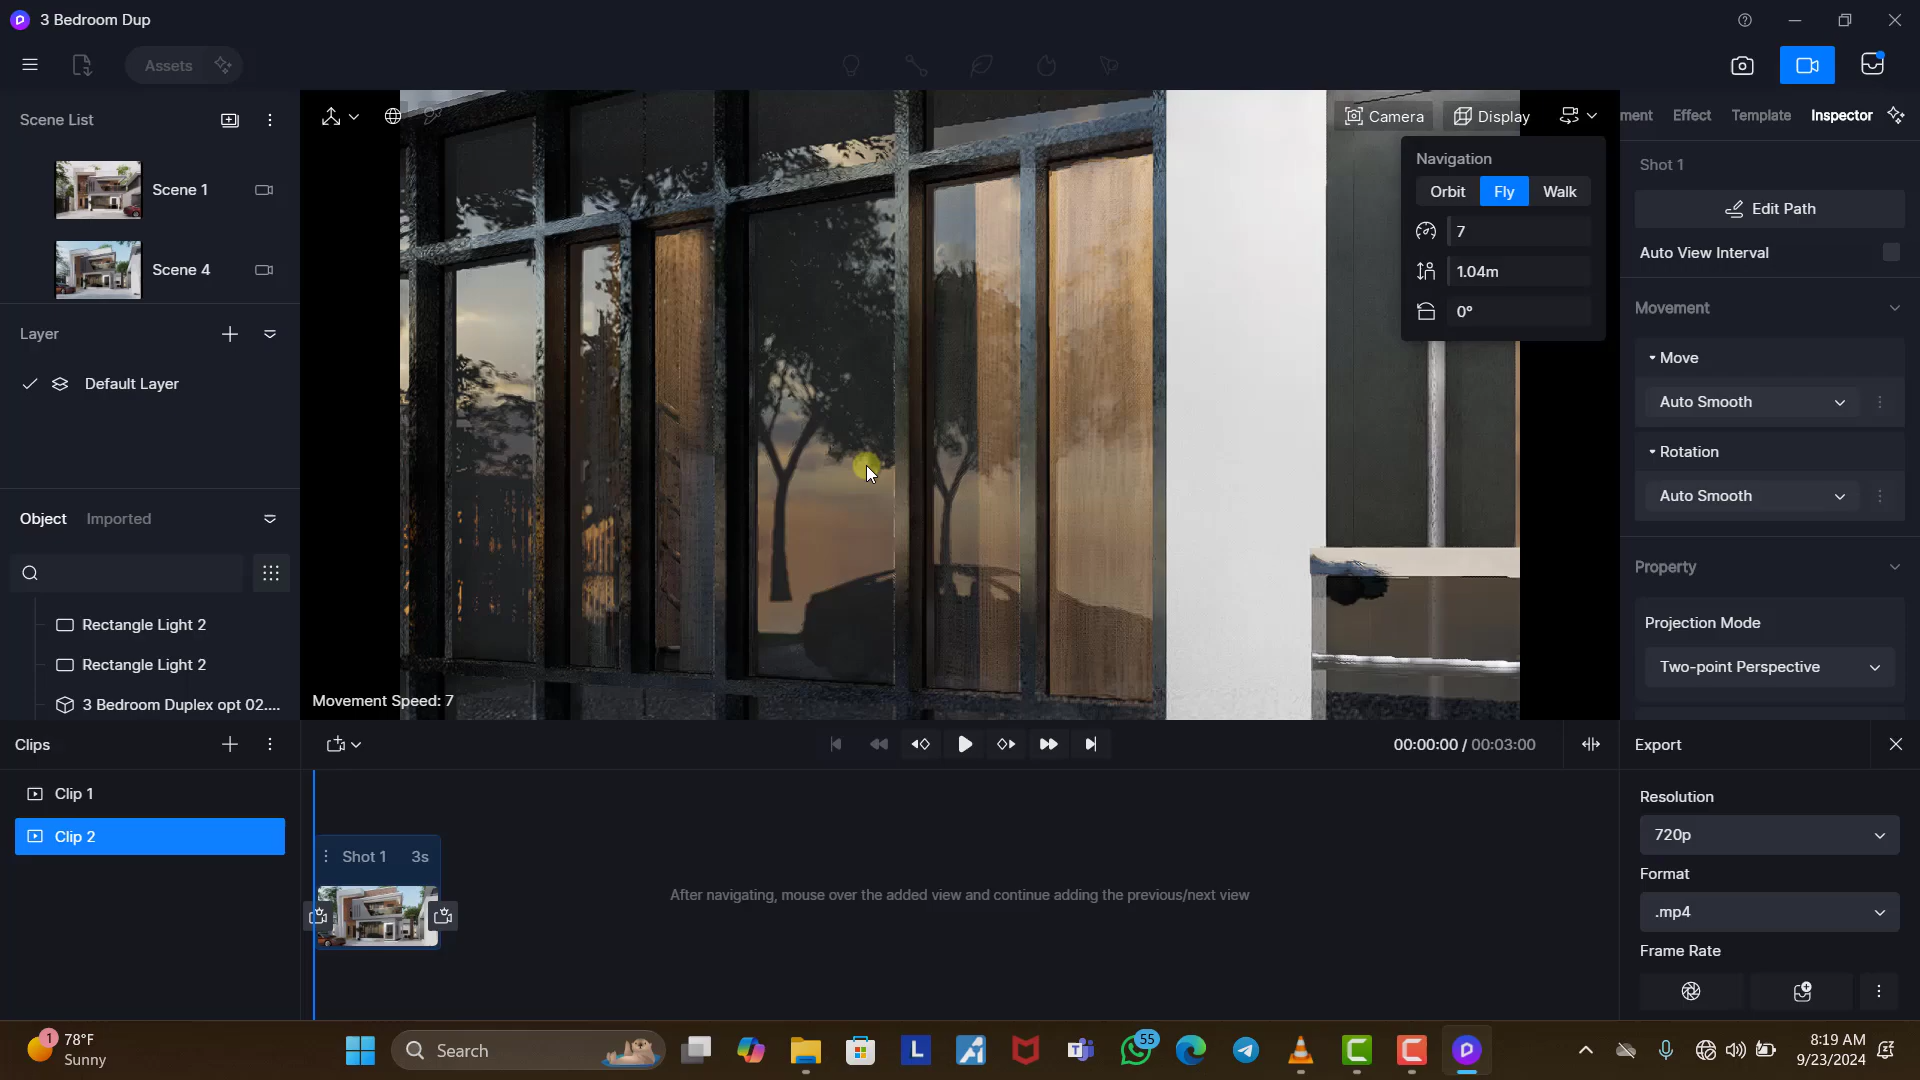 3 Bedroom Dup
Assets
Scene List
Camera
Display
ment
Effect
Template
Inspector
Navigation
Orbit
Fly
Walk
7
1.04m
0°
Shot 1
Edit Path
Auto View Interval
Scene 1
Scene 4
Movement
Move
Auto Smooth
Rotation
Auto Smooth
Layer
Default Layer
Object
Imported
Rectangle Light 2
Rectangle Light 2
3 Bedroom Duplex opt 02....
Property
Projection Mode
Two-point Perspective
Movement Speed: 7
Clips
00:00:00 / 00:03:00
Export
Clip 1
Clip 2
Shot 1 3s
After navigating, mouse over the added view and continue adding the previous/next view
Resolution
720p
Format
.mp4
Frame Rate
1
78°F
Sunny
Search
L
55
8:19 AM
9/23/2024